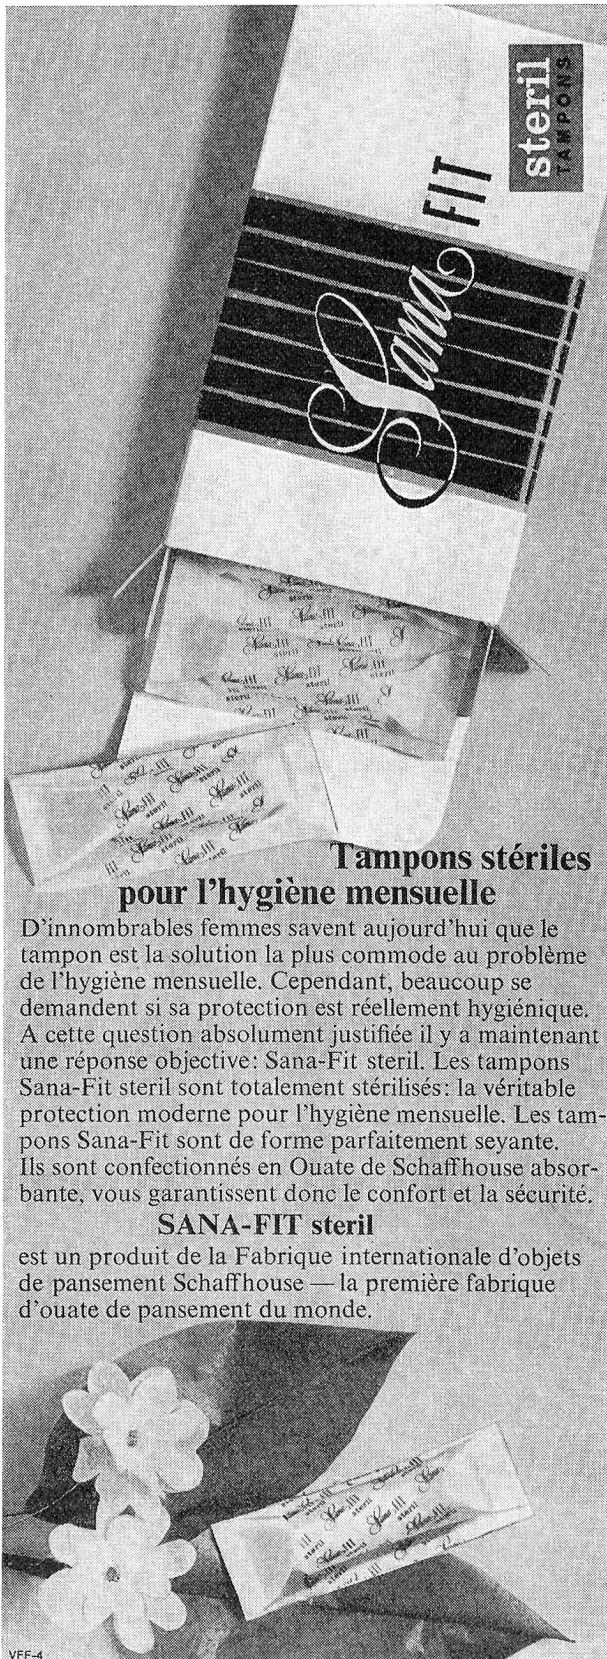 steril
TAMPONS
Sana FIT
Tampons stériles
pour l'hygiène mensuelle
D'innombrables femmes savent aujourd'hui que le
tampon est la solution la plus commode au problème
de l'hygiène mensuelle. Cependant, beaucoup se
demandent si sa protection est réellement hygiénique.
A cette question absolument justifiée il y a maintenant
une réponse objective: Sana-Fit steril. Les tampons
Sana-Fit steril sont totalement stérilisés: la véritable
protection moderne pour l'hygiène mensuelle. Les tam-
pons Sana-Fit sont de forme parfaitement seyante.
Ils sont confectionnés en Ouate de Schaffhouse absor-
bante, vous garantissent donc le confort et la sécurité.
SANA-FIT steril
est un produit de la Fabrique internationale d'objets
de pansement Schaffhouse — la première fabrique
d'ouate de pansement du monde.
VFF-4